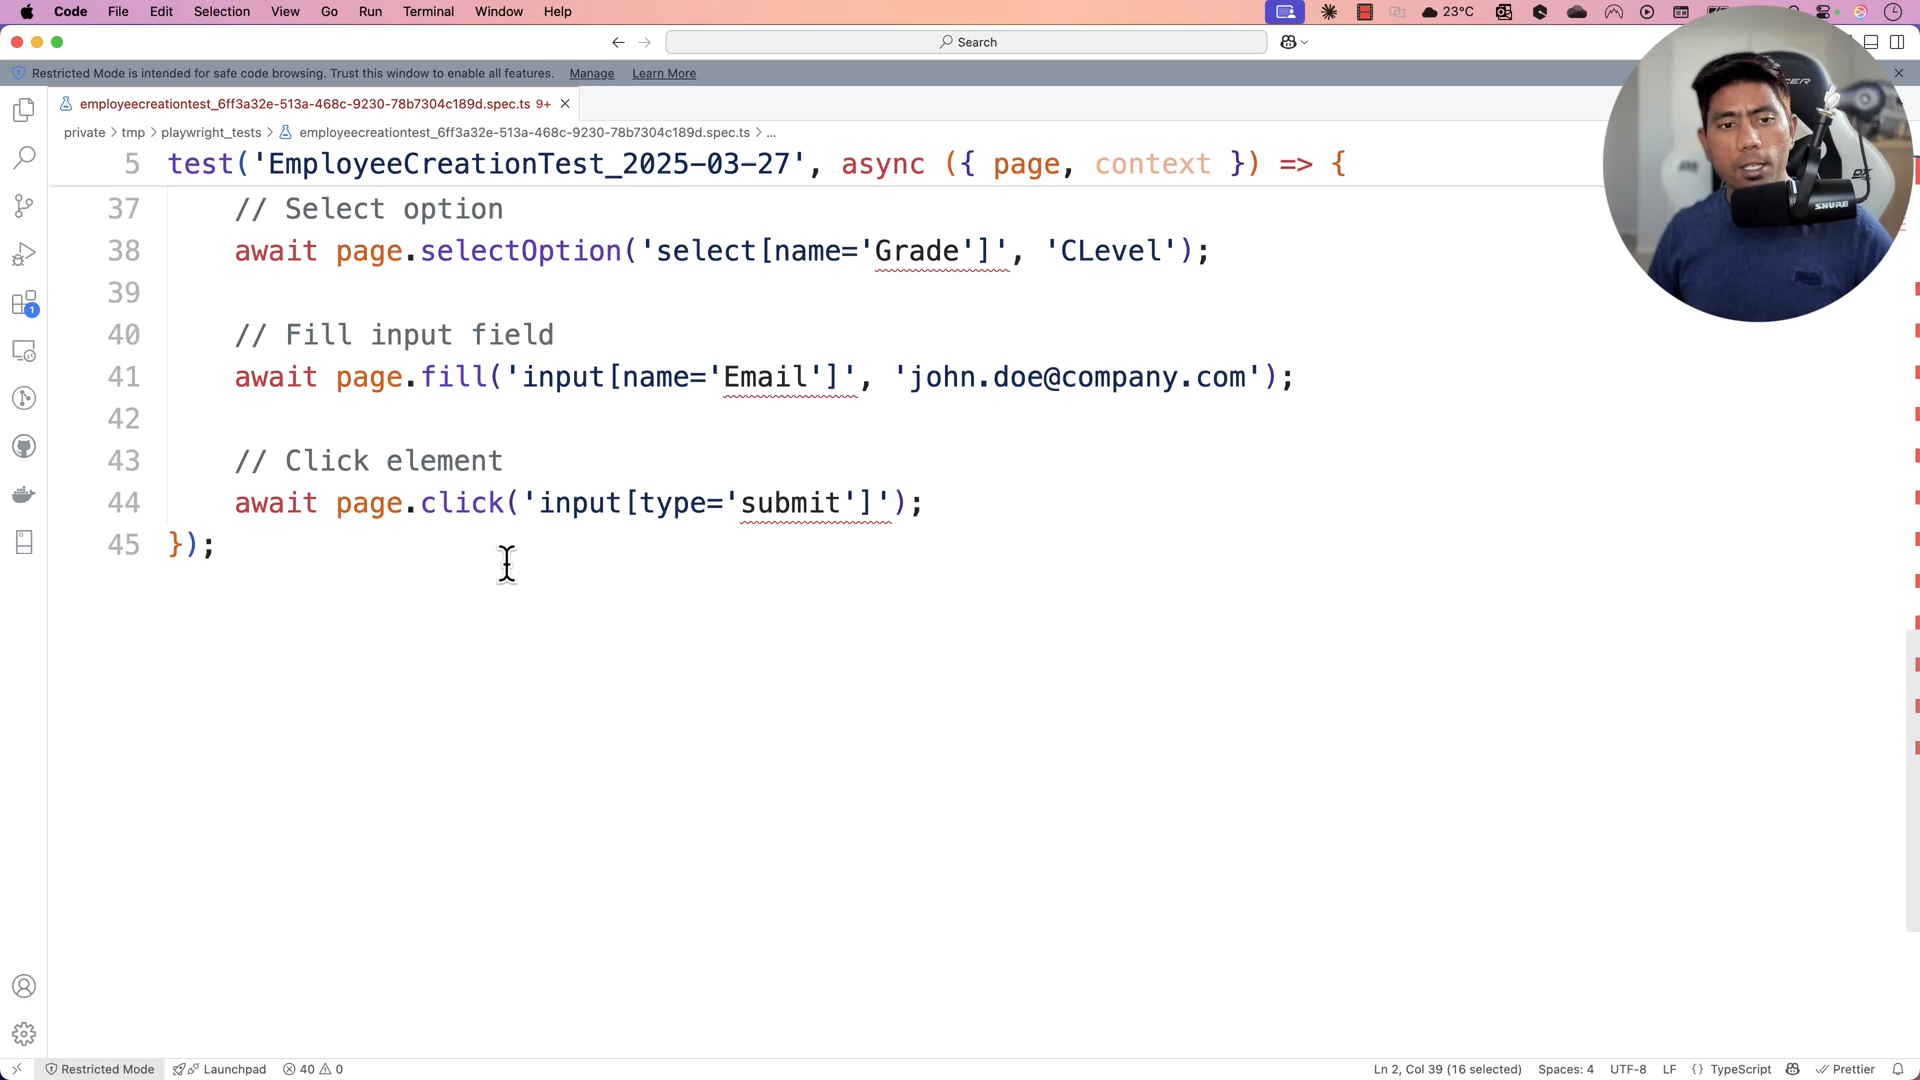 Code File Edit Selection View Go Run Terminal Window Help 23°C
Search
Restricted Mode is intended for safe code browsing. Trust this window to enable all features. Manage Learn More
employeecreationtest_6ff3a32e-513a-468c-9230-78b7304c189d.spec.ts 9+
private > tmp > playwright_tests > employeecreationtest_6ff3a32e-513a-468c-9230-78b7304c189d.spec.ts > ...
5 test('EmployeeCreationTest_2025-03-27', async ({ page, context }) => {
37 // Select option
38 await page.selectOption('select[name='Grade']', 'CLevel');
39
40 // Fill input field
41 await page.fill('input[name='Email']', 'john.doe@company.com');
42
43 // Click element
44 await page.click('input[type='submit']');
45 });
1
SHURE
Restricted Mode Launchpad 40 0 Ln 2, Col 39 (16 selected) Spaces: 4 UTF-8 LF {} TypeScript Prettier